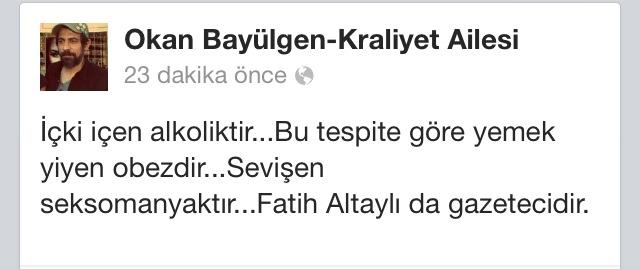 Okan Bayülgen-Kraliyet Ailesi
23 dakika önce
İçki içen alkoliktir...Bu tespite göre yemek
yiyen obezdir...Sevişen
seksomanyaktır...Fatih Altaylı da gazetecidir.